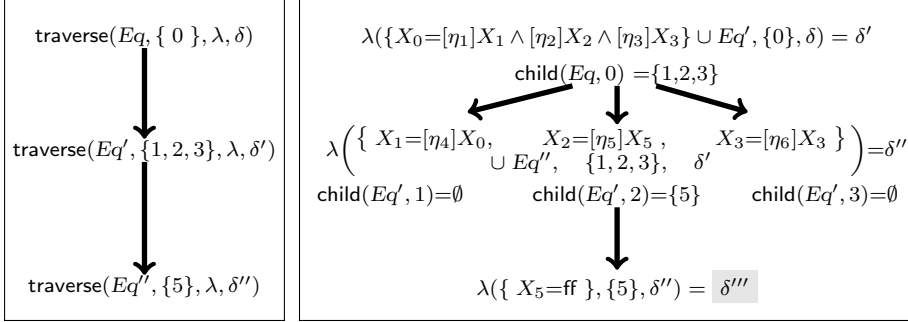 traverse(Eq, { 0 }, λ, δ)
traverse(Eq′, {1, 2, 3}, λ, δ′)
traverse(Eq′′, {5}, λ, δ′′)
λ({X₀=[η₁]X₁ ∧ [η₂]X₂ ∧ [η₃]X₃} ∪ Eq′, {0}, δ) = δ′
child(Eq, 0) ={1,2,3}
λ({ X₁=[η₄]X₀, X₂=[η₅]X₅ , X₃=[η₆]X₃ }
∪ Eq′′, {1, 2, 3}, δ′ )=δ′′
child(Eq′, 1)=∅ child(Eq′, 2)={5} child(Eq′, 3)=∅
λ({ X₅=ff }, {5}, δ′′) = δ′′′